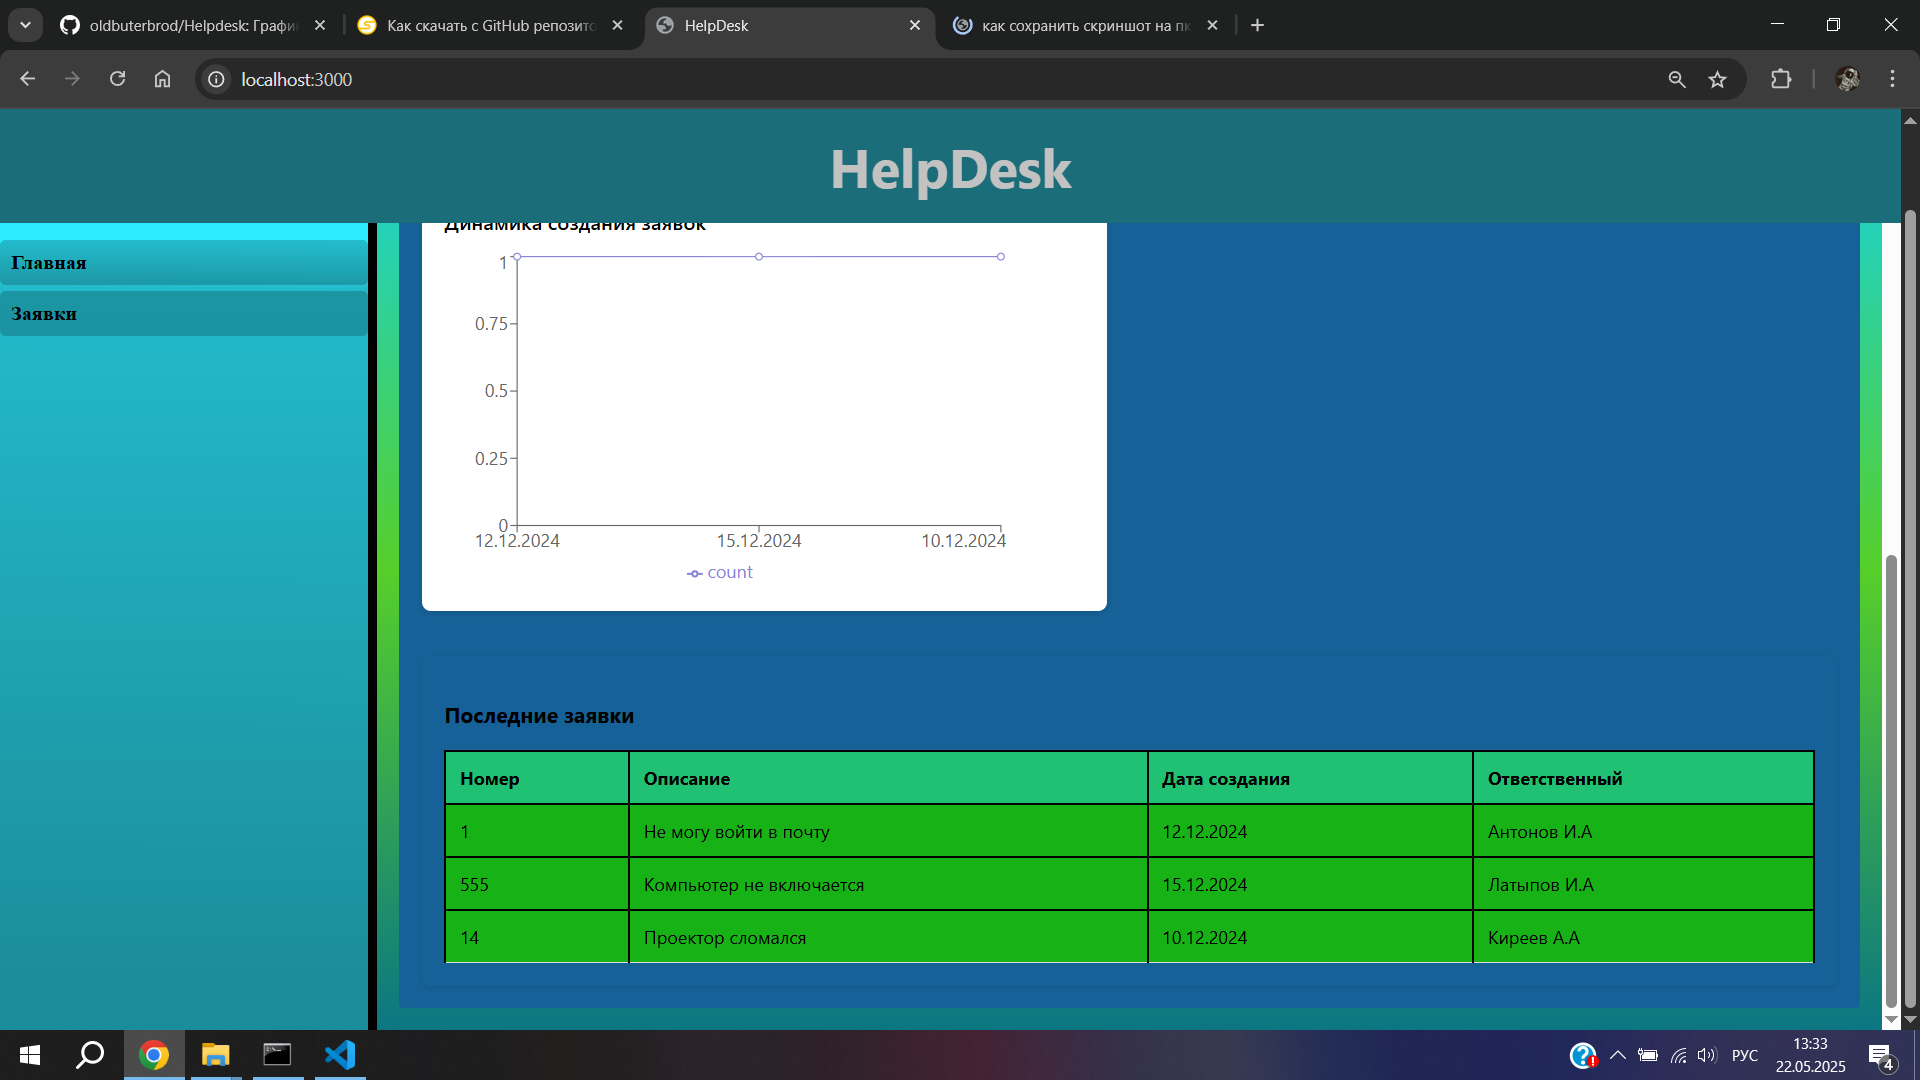 oldbuterbrod/Helpdesk: Графи
Как скачать с GitHub репозито
HelpDesk
как сохранить скриншот на пк
localhost:3000
HelpDesk
Главная
Заявки
Динамика создания заявок
1
0.75
0.5
0.25
0
12.12.2024 15.12.2024 10.12.2024
count
Последние заявки
Номер Описание Дата создания Ответственный
1 Не могу войти в почту 12.12.2024 Антонов И.А
555 Компьютер не включается 15.12.2024 Латыпов И.А
14 Проектор сломался 10.12.2024 Киреев А.А
РУС
13:33
22.05.2025
4